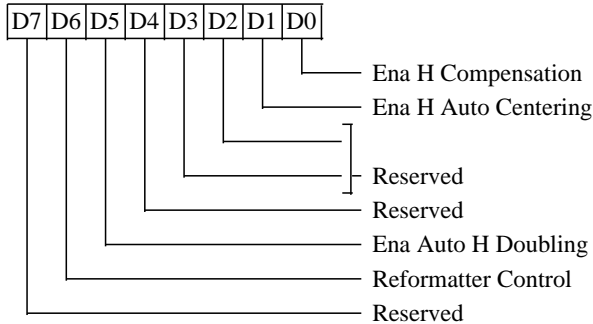 D7 D6 D5 D4 D3 D2 D1 D0
Ena H Compensation
Ena H Auto Centering
Reserved
Reserved
Ena Auto H Doubling
Reformatter Control
Reserved